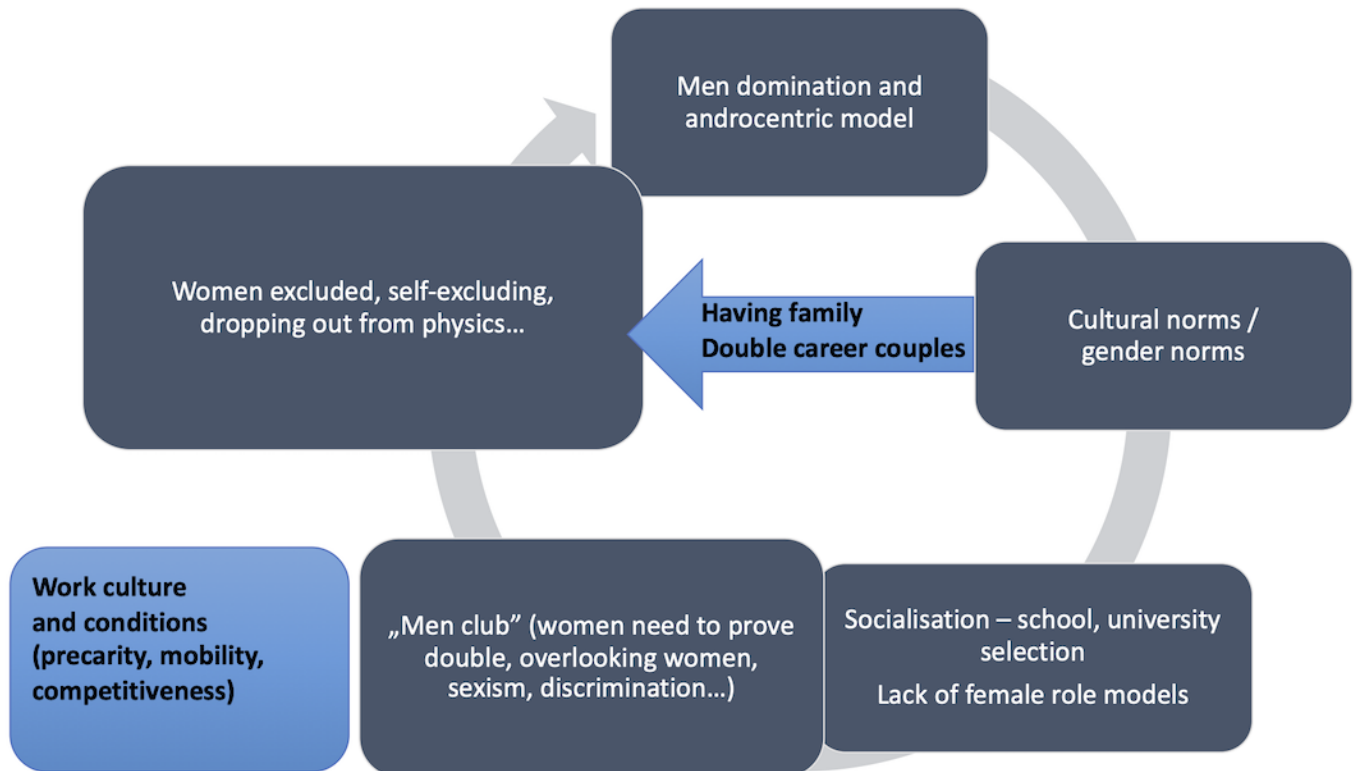 Men domination and
androcentric model
Women excluded, self-excluding,
dropping out from physics…
Having family
Double career couples
Cultural norms /
gender norms
Work culture
and conditions
(precarity, mobility,
competitiveness)
„Men club” (women need to prove
double, overlooking women,
sexism, discrimination…)
Socialisation – school, university
selection
Lack of female role models